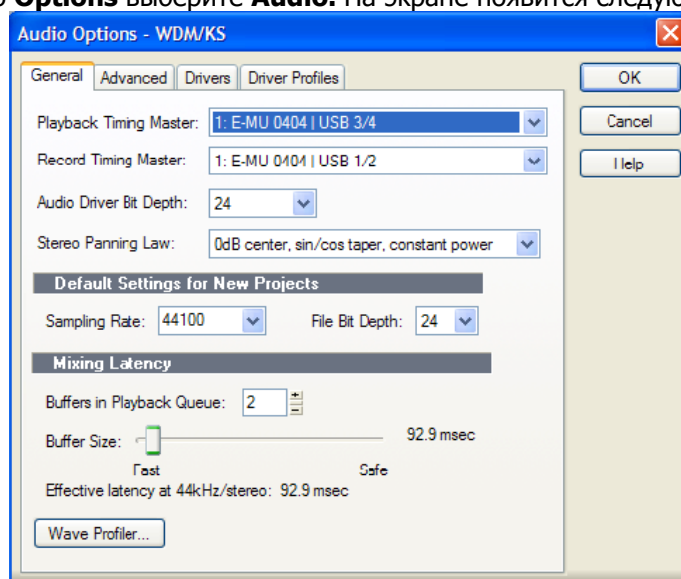 Options выберите Audio. На экране появится следую
Audio Options - WDM/KS
General Advanced Drivers Driver Profiles
OK
Playback Timing Master: 1: E-MU 0404 | USB 3/4
Cancel
Record Timing Master: 1: E-MU 0404 | USB 1/2
Help
Audio Driver Bit Depth: 24
Stereo Panning Law: 0dB center, sin/cos taper, constant power
Default Settings for New Projects
Sampling Rate: 44100 File Bit Depth: 24
Mixing Latency
Buffers in Playback Queue: 2
Buffer Size: 92.9 msec
Fast Safe
Effective latency at 44kHz/stereo: 92.9 msec
Wave Profiler...